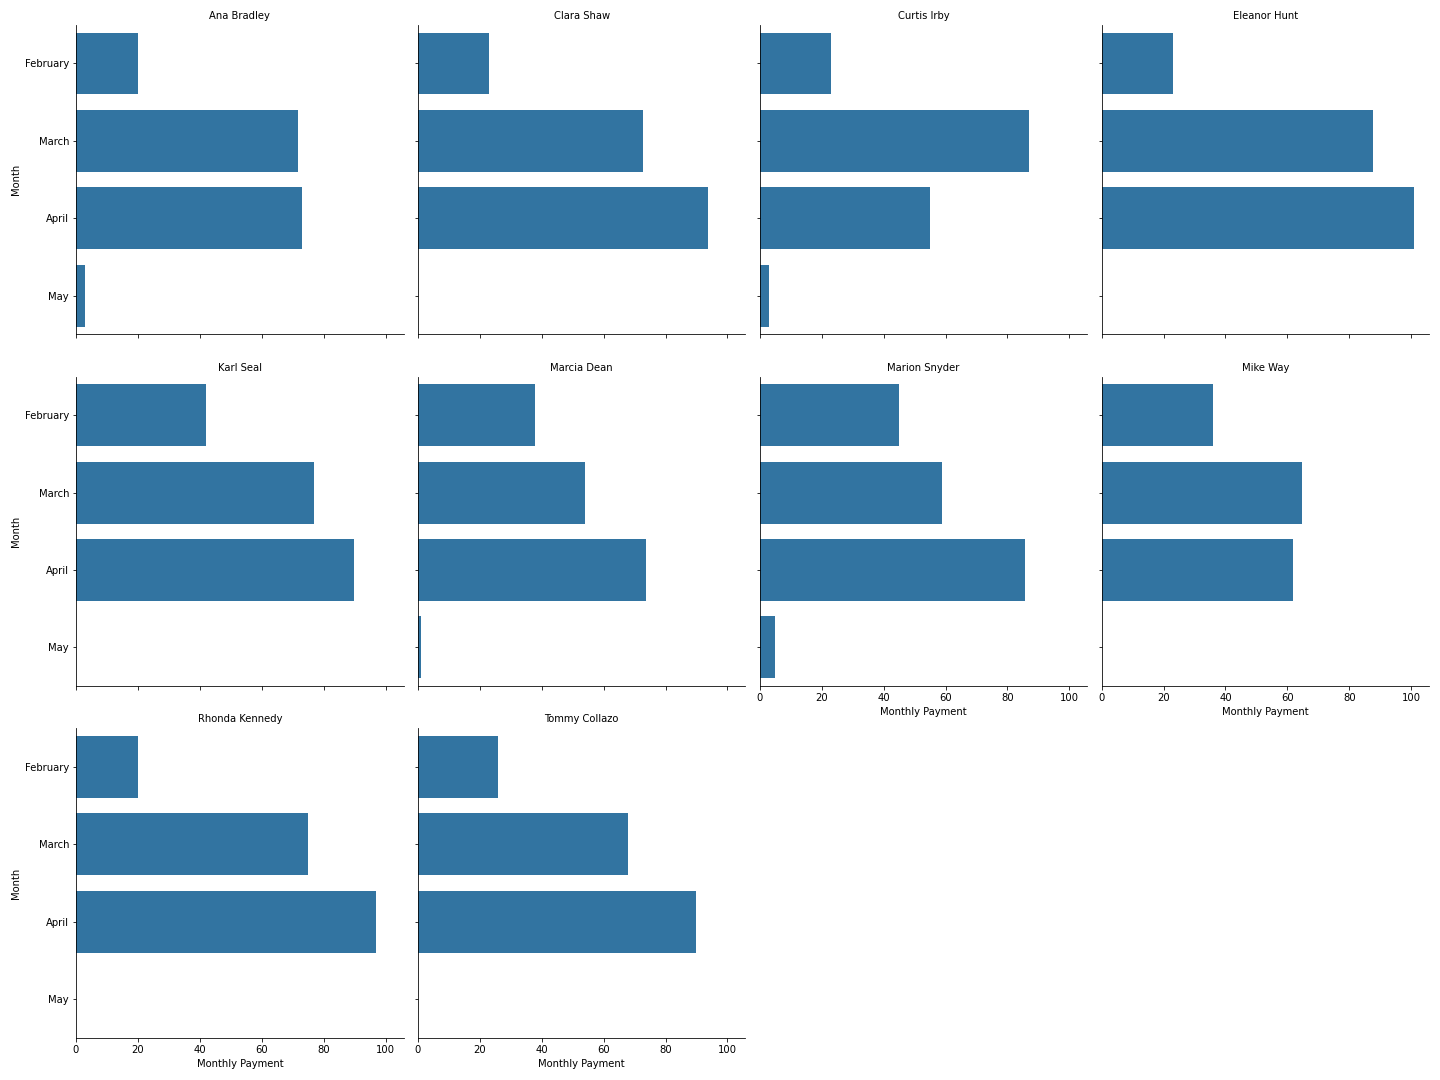 Ana Bradley
Clara Shaw
Curtis Irby
Eleanor Hunt
Month
February
March
April
May
Karl Seal
Marcia Dean
Marion Snyder
Mike Way
Month
February
March
April
May
0 20 40 60 80 100
Monthly Payment
0 20 40 60 80 100
Monthly Payment
Rhonda Kennedy
Tommy Collazo
Month
February
March
April
May
0 20 40 60 80 100
Monthly Payment
0 20 40 60 80 100
Monthly Payment